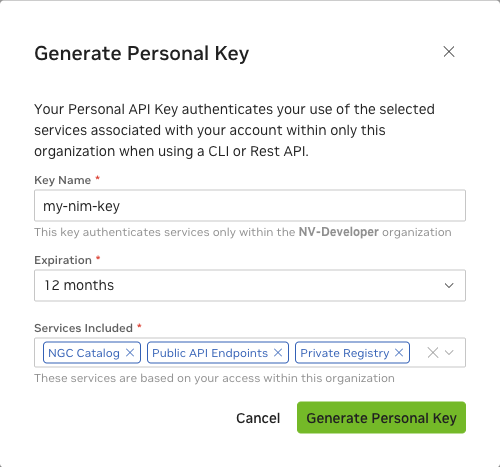 Generate Personal Key
Your Personal API Key authenticates your use of the selected
services associated with your account within only this
organization when using a CLI or Rest API.
Key Name *
my-nim-key
This key authenticates services only within the NV-Developer organization
Expiration *
12 months
Services Included *
NGC Catalog Public API Endpoints Private Registry
These services are based on your access within this organization
Cancel Generate Personal Key